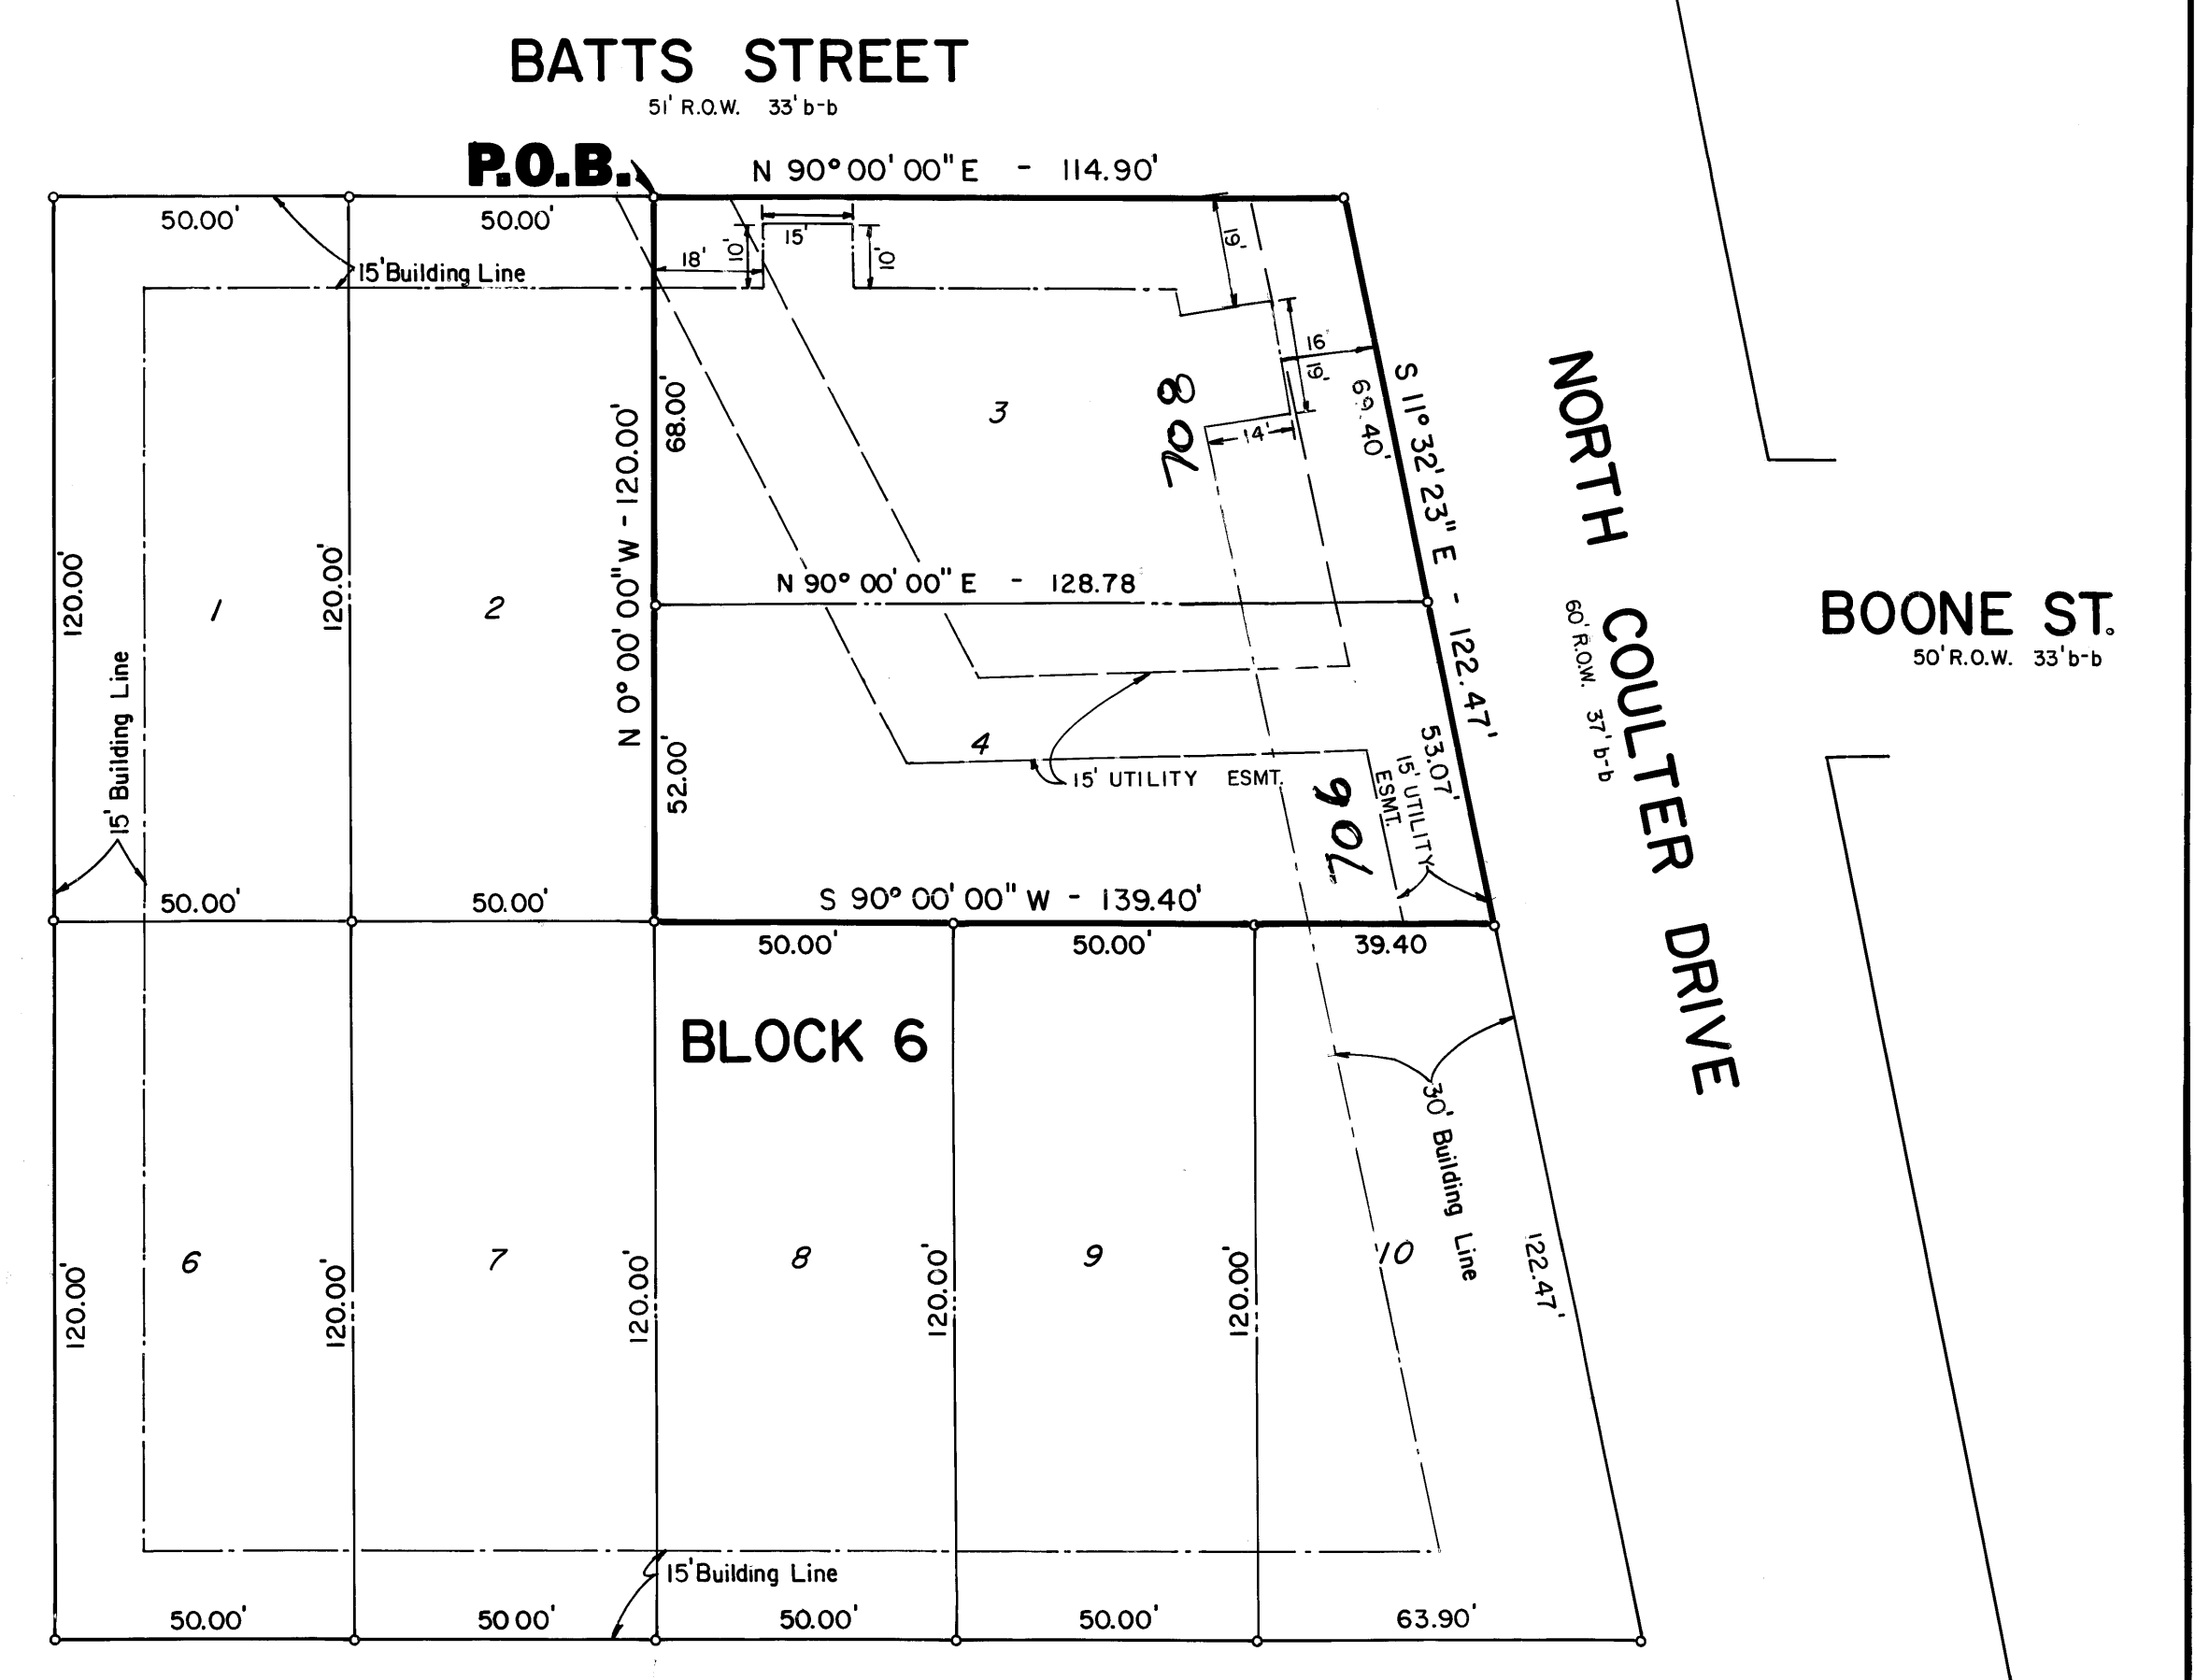 BATTS STREET
51' R.O.W. 33' b-b
P.O.B.
N 90° 00' 00" E - 114.90'
50.00'
50.00'
15' Building Line
15'
10'
10'
18'
19'
16'
19'
14'
68.00'
3
708
69.40'
S 11° 32' 23" E - 122.47'
N 0° 00' 00" W - 120.00'
120.00'
1
120.00'
2
N 90° 00' 00" E - 128.78'
NORTH COULTER DRIVE
60' R.O.W. 37' b-b
BOONE ST.
50' R.O.W. 33' b-b
15' Building Line
52.00'
4
15' UTILITY ESMT.
706
53.07'
15' UTILITY
ESMT.
50.00'
50.00'
S 90° 00' 00" W - 139.40'
50.00'
50.00'
39.40
BLOCK 6
30' Building Line
120.00'
6
120.00'
7
120.00'
8
120.00'
9
120.00'
10
122.47'
15' Building Line
50.00'
50 00'
50.00'
50.00'
63.90'